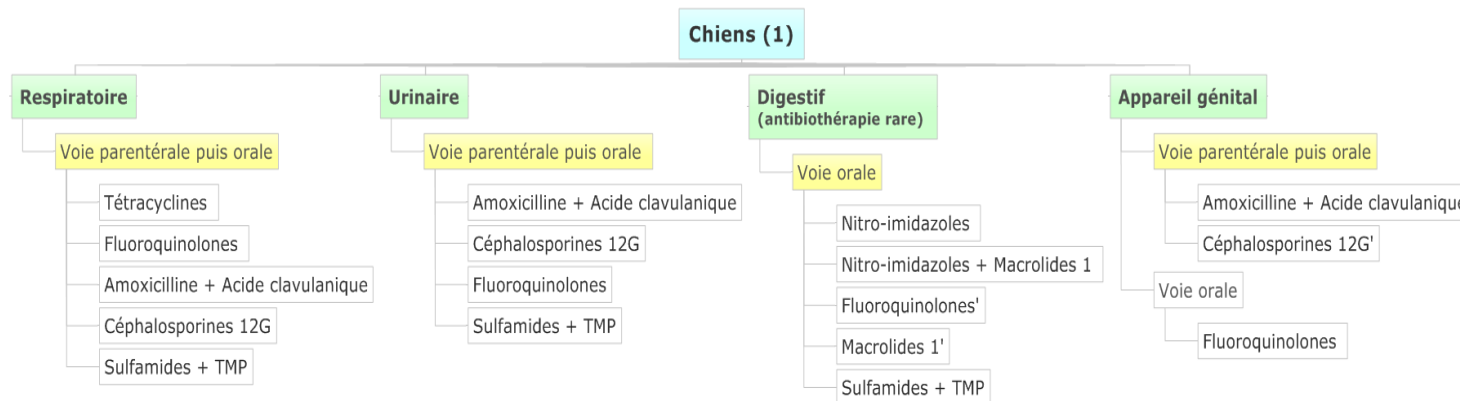 Chiens (1)
Respiratoire
Voie parentérale puis orale
Tétracyclines
Fluoroquinolones
Amoxicilline + Acide clavulanique
Céphalosporines 12G
Sulfamides + TMP
Urinaire
Voie parentérale puis orale
Amoxicilline + Acide clavulanique
Céphalosporines 12G
Fluoroquinolones
Sulfamides + TMP
Digestif
(antibiothérapie rare)
Voie orale
Nitro-imidazoles
Nitro-imidazoles + Macrolides 1
Fluoroquinolones'
Macrolides 1'
Sulfamides + TMP
Appareil génital
Voie parentérale puis orale
Amoxicilline + Acide clavulanique
Céphalosporines 12G'
Voie orale
Fluoroquinolones